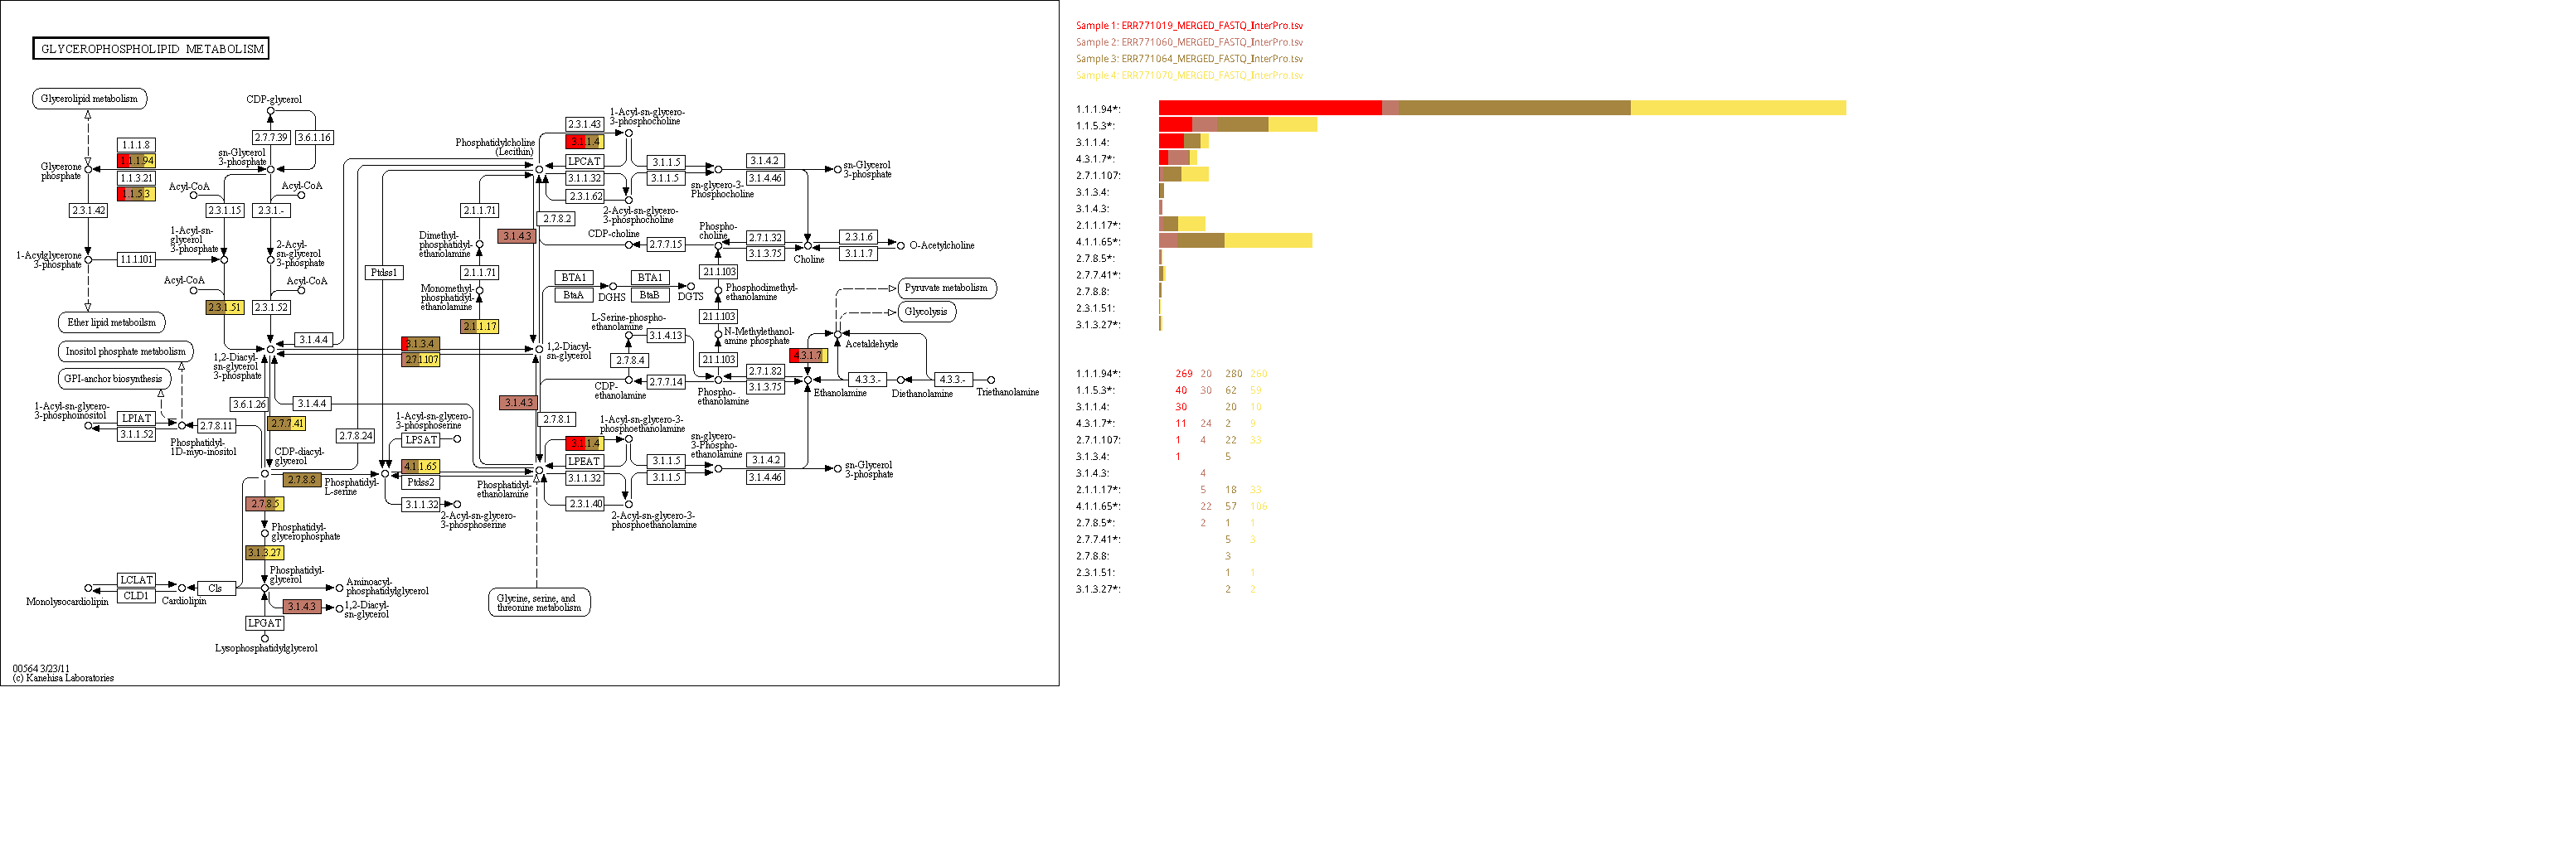 GLYCEROPHOSPHOLIPID METABOLISM
Glycerolipid metabolism
CDP-glycerol
2.7.7.39
3.6.1.16
1.1.1.8
1.1.1.94
1.1.3.21
1.1.5.3
Glycerone
phosphate
sn-Glycerol
3-phosphate
Acyl-CoA
Acyl-CoA
2.3.1.42
2.3.1.15
2.3.1.-
1-Acyl-sn-
glycerol
3-phosphate
2-Acyl-
sn-glycerol
3-phosphate
1-Acylglycerone
3-phosphate
1.1.1.101
Acyl-CoA
Acyl-CoA
2.3.1.51
2.3.1.52
Ether lipid metaboilsm
Inositol phosphate metabolism
GPI-anchor biosynthesis
1,2-Diacyl-
sn-glycerol
3-phosphate
3.1.4.4
3.1.3.4
2.7.1.107
3.6.1.26
3.1.4.4
2.7.7.41
1-Acyl-sn-glycero-
3-phosphoinositol
LPIAT
3.1.1.52
2.7.8.11
Phosphatidyl-
1D-myo-inositol
CDP-diacyl-
glycerol
2.7.8.24
2.7.8.8
Phosphatidyl-
L-serine
2.7.8.5
Phosphatidyl-
glycerophosphate
3.1.3.27
Phosphatidyl-
glycerol
LCLAT
CLD1
Cls
Monolysocardiolipin
Cardiolipin
Aminoacyl-
phosphatidylglycerol
3.1.4.3
1,2-Diacyl-
sn-glycerol
LPGAT
Lysophosphatidylglycerol
00564 3/23/11
(c) Kanehisa Laboratories
Ptdss1
1-Acyl-sn-glycero-
3-phosphoserine
LPSAT
4.1.1.65
Ptdss2
3.1.1.32
2-Acyl-sn-glycero-
3-phosphoserine
Phosphatidyl-
ethanolamine
Glycine, serine, and
threonine metabolism
Phosphatidylcholine
(Lecithin)
2.1.1.71
Dimethyl-
phosphatidyl-
ethanolamine
2.1.1.71
Monomethyl-
phosphatidyl-
ethanolamine
2.1.1.17
3.1.4.3
2.7.8.2
1,2-Diacyl-
sn-glycerol
3.1.4.3
2.7.8.1
2.3.1.43
3.1.1.4
LPCAT
3.1.1.32
2.3.1.62
1-Acyl-sn-glycero-
3-phosphocholine
2-Acyl-sn-glycero-
3-phosphocholine
3.1.1.5
3.1.1.5
sn-glycero-3-
Phosphocholine
3.1.4.2
3.1.4.46
sn-Glycerol
3-phosphate
CDP-choline
2.7.7.15
Phospho-
choline
2.7.1.32
3.1.3.75
Choline
2.3.1.6
3.1.1.7
O-Acetylcholine
BTA1
BtaA
DGHS
BTA1
BtaB
DGTS
2.1.1.103
Phosphodimethyl-
ethanolamine
2.1.1.103
N-Methylethanol-
amine phosphate
2.1.1.103
L-Serine-phospho-
ethanolamine
3.1.4.13
2.7.8.4
CDP-
ethanolamine
2.7.7.14
Phospho-
ethanolamine
2.7.1.82
3.1.3.75
4.3.1.7
Pyruvate metabolism
Glycolysis
Acetaldehyde
4.3.3.-
4.3.3.-
Ethanolamine
Diethanolamine
Triethanolamine
3.1.1.4
LPEAT
3.1.1.32
2.3.1.40
1-Acyl-sn-glycero-3-
phosphoethanolamine
2-Acyl-sn-glycero-3-
phosphoethanolamine
3.1.1.5
3.1.1.5
sn-glycero-
3-Phospho-
ethanolamine
3.1.4.2
3.1.4.46
sn-Glycerol
3-phosphate
Sample 1: ERR771019_MERGED_FASTQ_InterPro.tsv
Sample 2: ERR771060_MERGED_FASTQ_InterPro.tsv
Sample 3: ERR771064_MERGED_FASTQ_InterPro.tsv
Sample 4: ERR771070_MERGED_FASTQ_InterPro.tsv
1.1.1.94*:
1.1.5.3*:
3.1.1.4:
4.3.1.7*:
2.7.1.107:
3.1.3.4:
3.1.4.3:
2.1.1.17*:
4.1.1.65*:
2.7.8.5*:
2.7.7.41*:
2.7.8.8:
2.3.1.51:
3.1.3.27*:
1.1.1.94*: 269 20 280 260
1.1.5.3*: 40 30 62 59
3.1.1.4: 30 20 10
4.3.1.7*: 11 24 2 9
2.7.1.107: 1 4 22 33
3.1.3.4: 1 5
3.1.4.3: 4
2.1.1.17*: 5 18 33
4.1.1.65*: 22 57 106
2.7.8.5*: 2 1 1
2.7.7.41*: 5 3
2.7.8.8: 3
2.3.1.51: 1 1
3.1.3.27*: 2 2